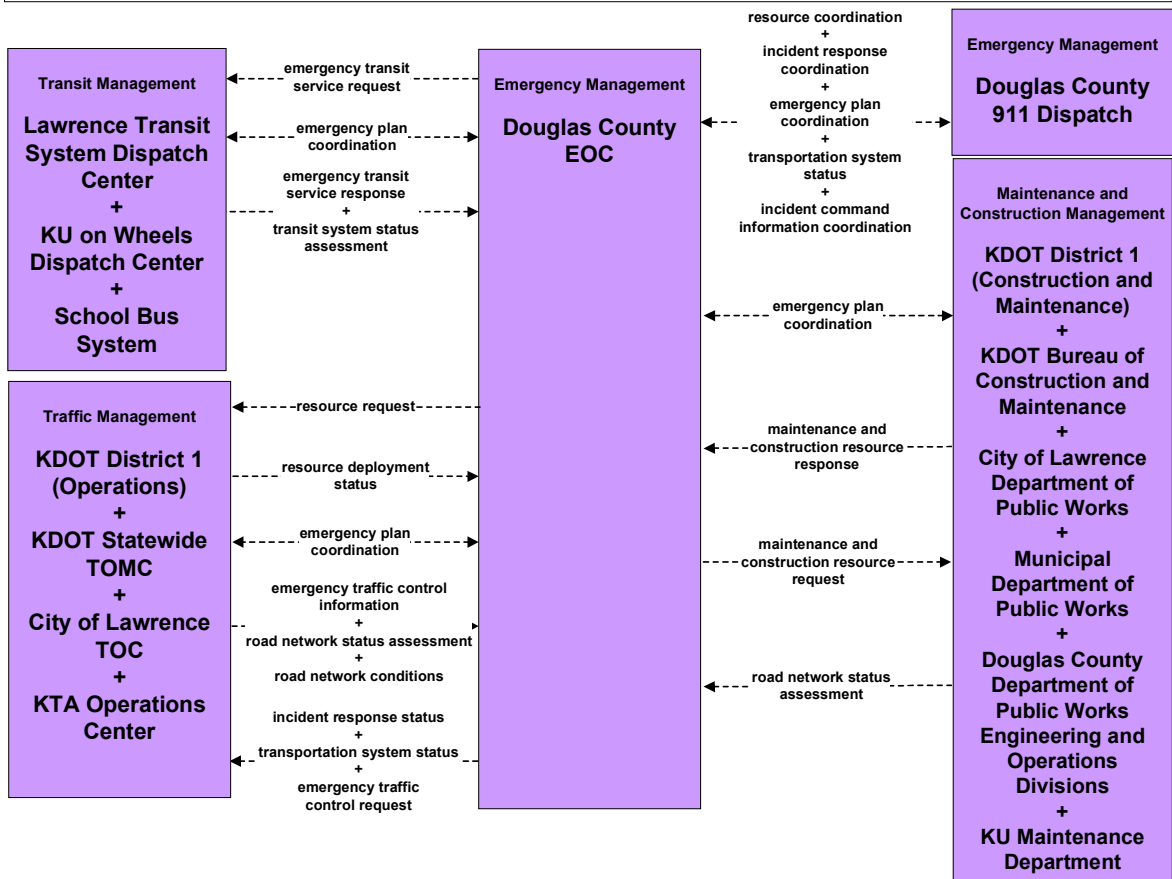 Transit Management
Lawrence Transit
System Dispatch
Center
+
KU on Wheels
Dispatch Center
+
School Bus
System
emergency transit
service request
emergency plan
coordination
emergency transit
service response
+
transit system status
assessment
Traffic Management
KDOT District 1
(Operations)
+
KDOT Statewide
TOMC
+
City of Lawrence
TOC
+
KTA Operations
Center
resource request
resource deployment
status
emergency plan
coordination
emergency traffic control
information
+
road network status assessment
+
road network conditions
incident response status
+
transportation system status
+
emergency traffic
control request
Emergency Management
Douglas County
EOC
resource coordination
+
incident response
coordination
+
emergency plan
coordination
+
transportation system
status
+
incident command
information coordination
emergency plan
coordination
maintenance and
construction resource
response
maintenance and
construction resource
request
road network status
assessment
Emergency Management
Douglas County
911 Dispatch
Maintenance and
Construction Management
KDOT District 1
(Construction and
Maintenance)
+
KDOT Bureau of
Construction and
Maintenance
+
City of Lawrence
Department of
Public Works
+
Municipal
Department of
Public Works
+
Douglas County
Department of
Public Works
Engineering and
Operations
Divisions
+
KU Maintenance
Department